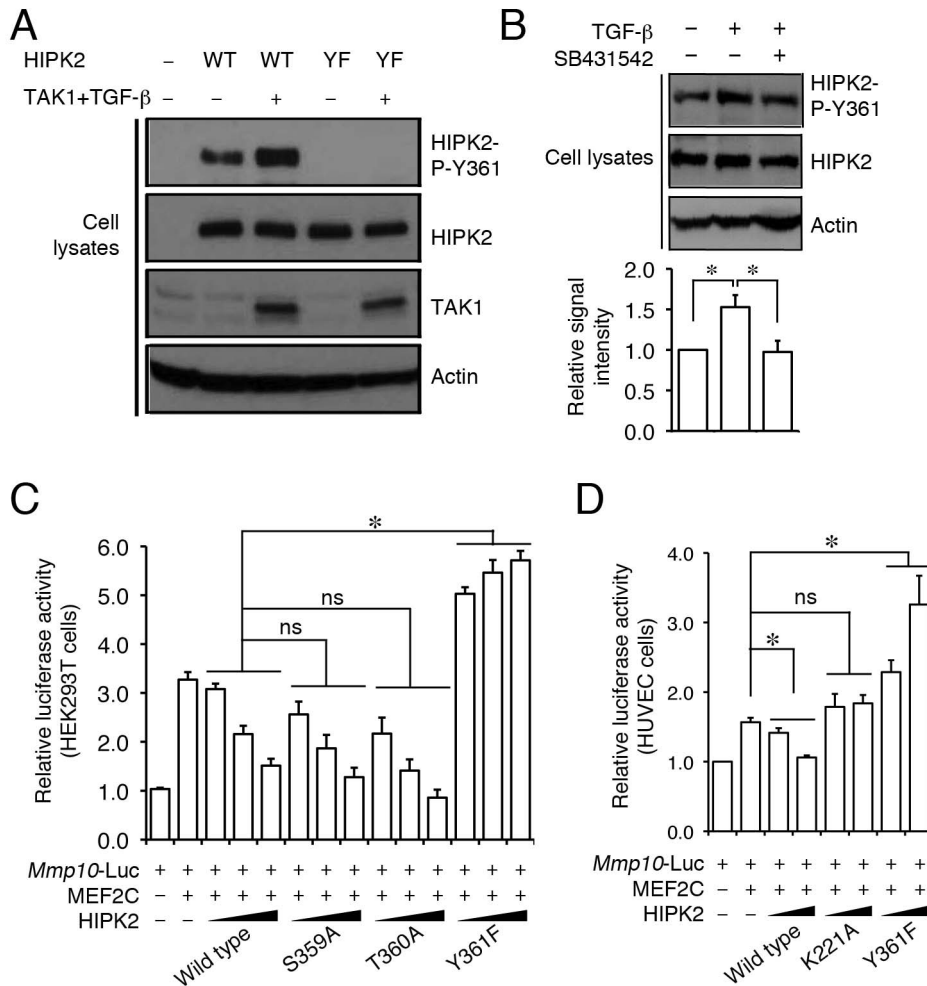 A
HIPK2 – WT WT YF YF
TAK1+TGF-β – – + – +
Cell lysates
HIPK2-P-Y361
HIPK2
TAK1
Actin
B
TGF-β – + +
SB431542 – – +
Cell lysates
HIPK2-P-Y361
HIPK2
Actin
Relative signal intensity
2.0
1.5
1.0
0.0
* *
C
Relative luciferase activity (HEK293T cells)
6.0
5.0
4.0
3.0
2.0
1.0
0.0
*
ns
ns
Mmp10-Luc + + + + + + + + + + + + + +
MEF2C – + + + + + + + + + + + + +
HIPK2 – –
Wild type S359A T360A Y361F
D
Relative luciferase activity (HUVEC cells)
4.0
3.0
2.0
1.0
0.0
*
ns
*
Mmp10-Luc + + + + + + + +
MEF2C – + + + + + + +
HIPK2 – –
Wild type K221A Y361F